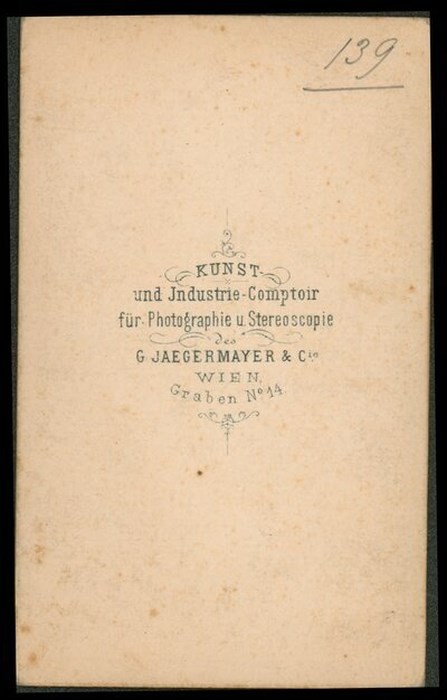 139
KUNST-
und Jndustrie-Comptoir
für Photographie u. Stereoscopie
des
G. JAEGERMAYER & Cie
WIEN,
Graben No 14.